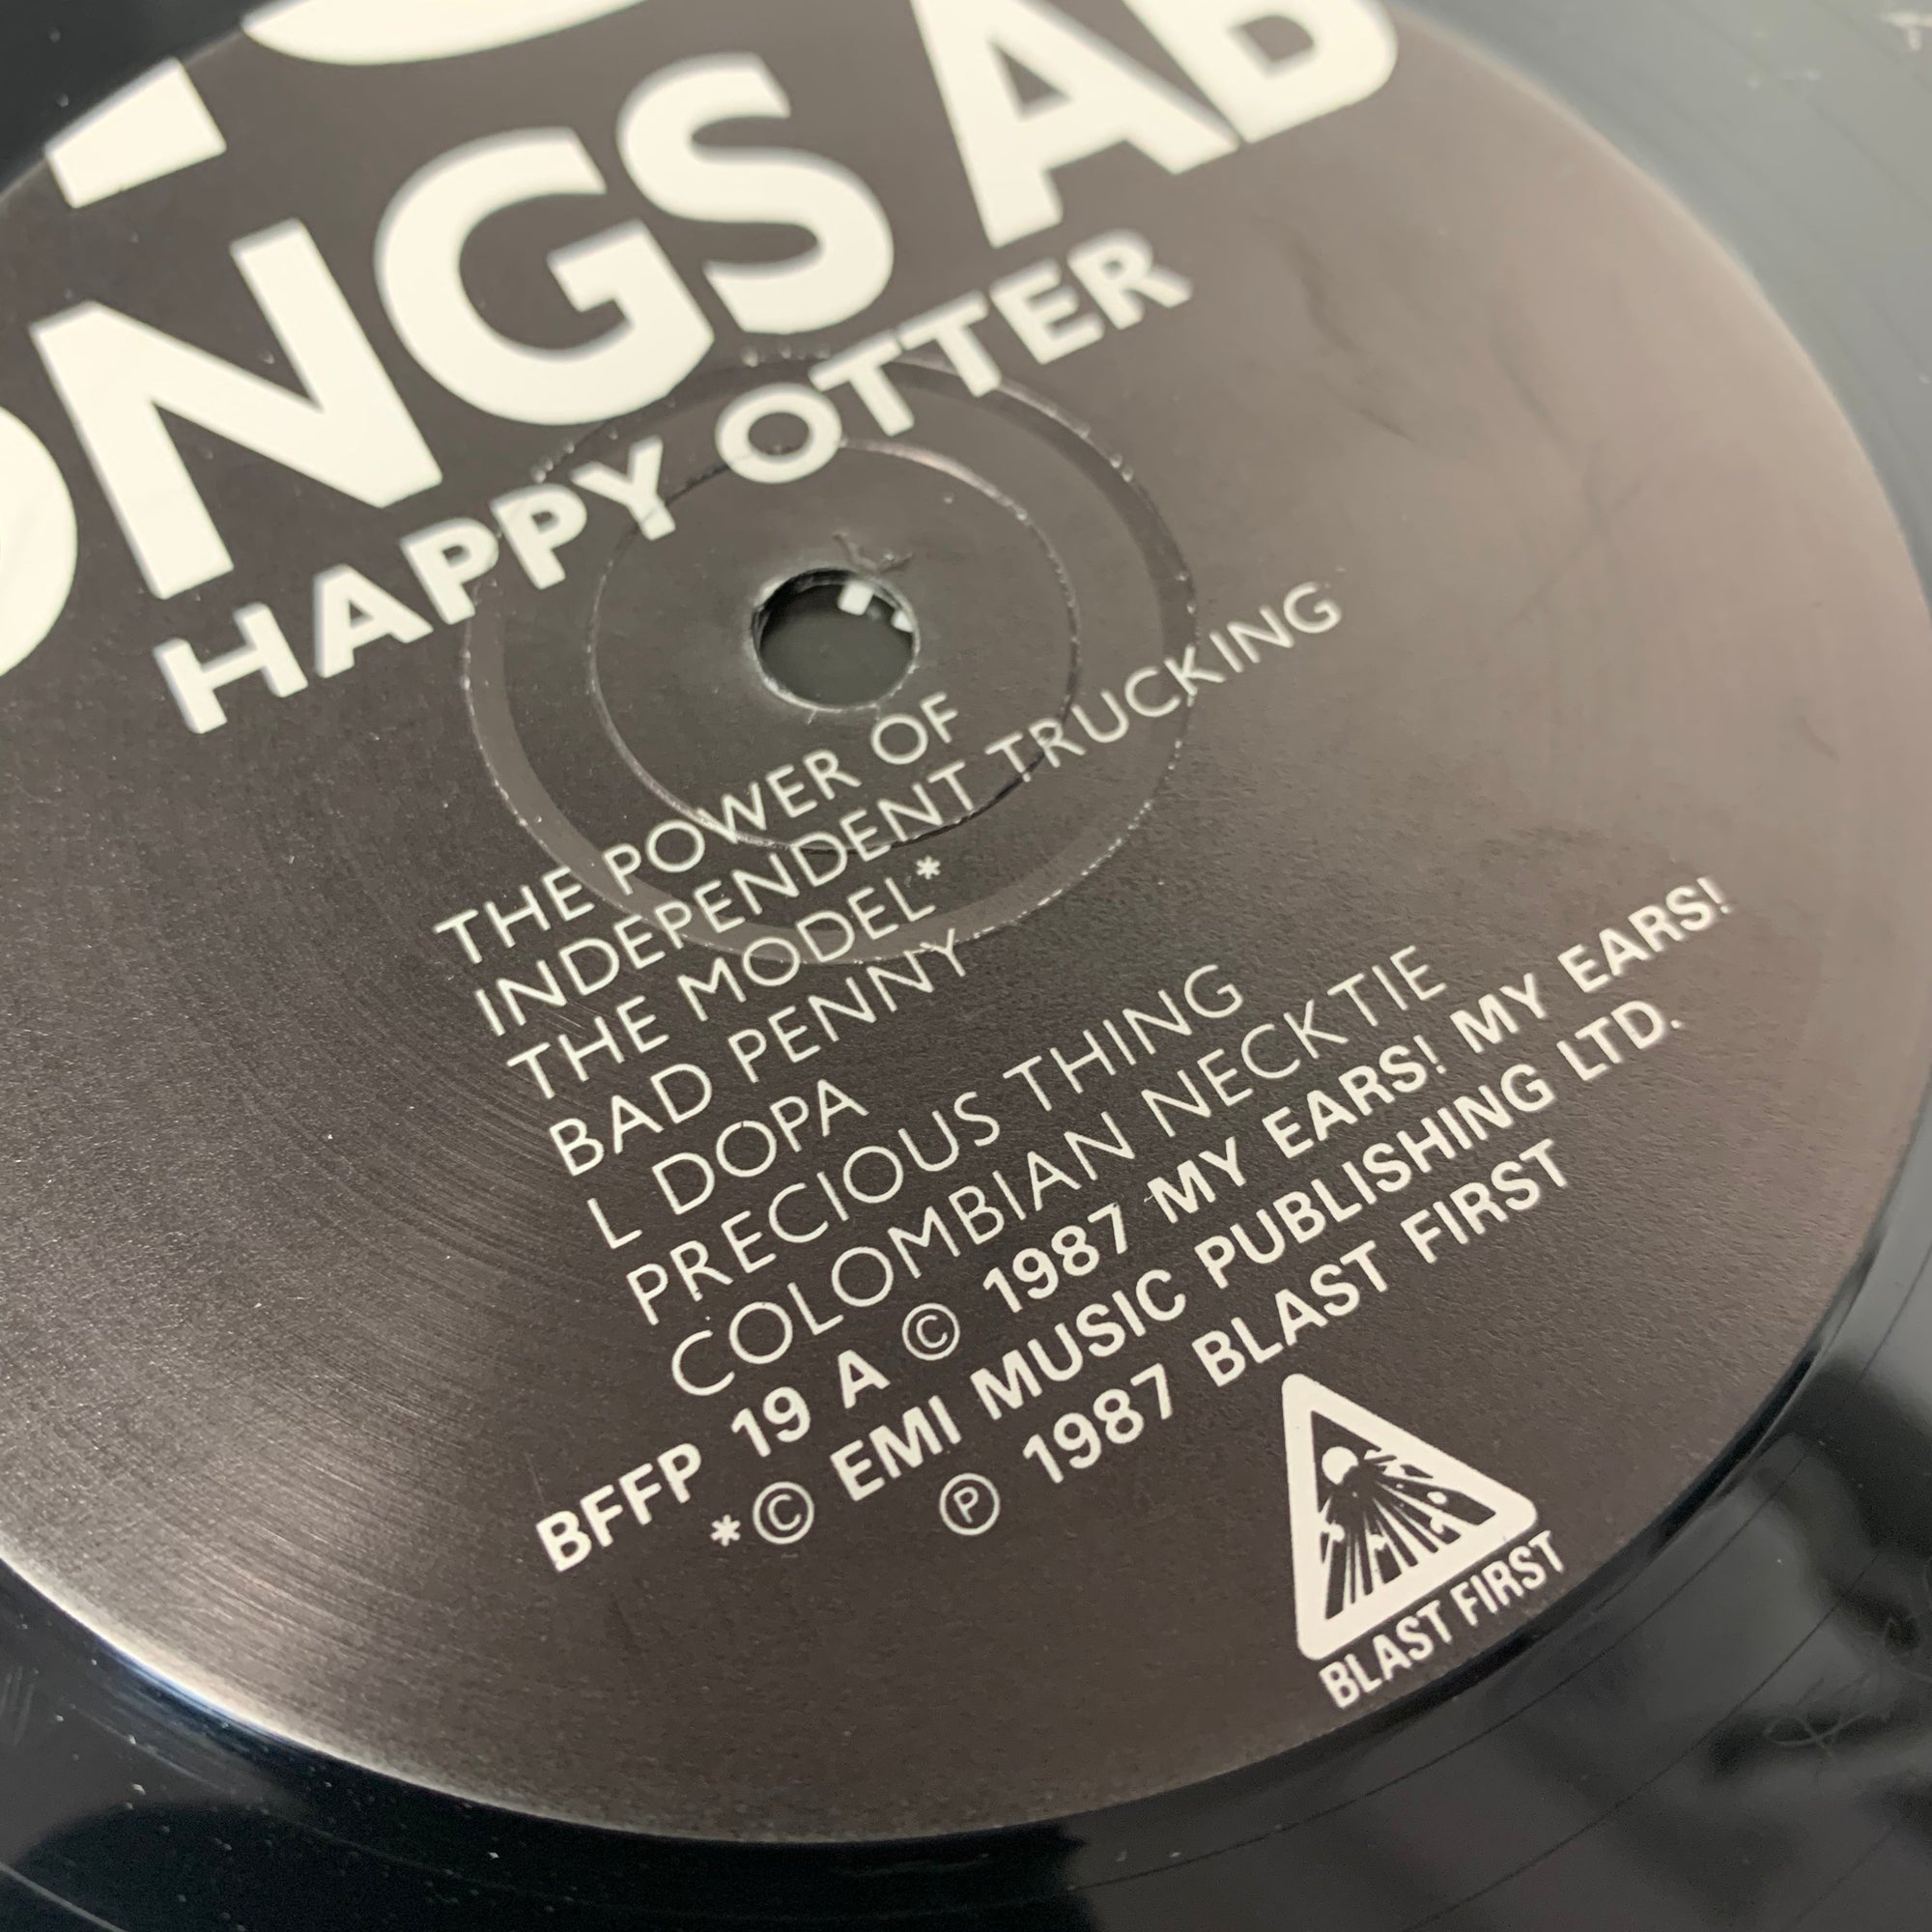 ONGS AB
HAPPY OTTER
THE POWER OF
INDEPENDENT TRUCKING
THE MODEL*
BAD PENNY
L DOPA
PRECIOUS THING
COLOMBIAN NECKTIE
BFFP 19 A © 1987 MY EARS! MY EARS!
*© EMI MUSIC PUBLISHING LTD.
℗ 1987 BLAST FIRST
BLAST FIRST